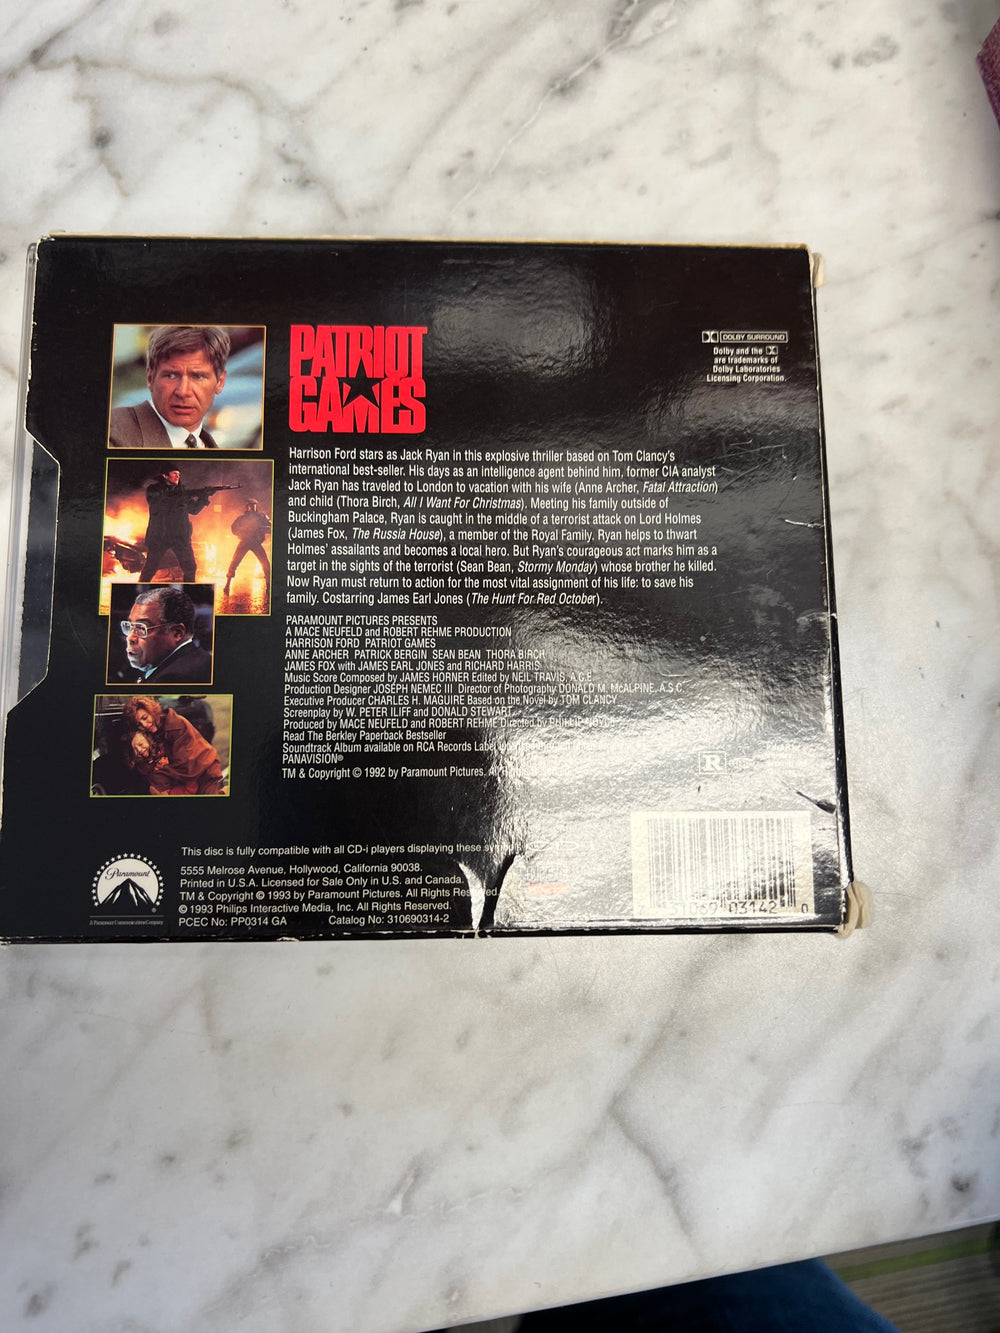 PATRIOT
GAMES
DOLBY SURROUND
Dolby and the
are trademarks of
Dolby Laboratories
Licensing Corporation.
Harrison Ford stars as Jack Ryan in this explosive thriller based on Tom Clancy's
international best-seller. His days as an intelligence agent behind him, former CIA analyst
Jack Ryan has traveled to London to vacation with his wife (Anne Archer, Fatal Attraction)
and child (Thora Birch, All I Want For Christmas). Meeting his family outside of
Buckingham Palace, Ryan is caught in the middle of a terrorist attack on Lord Holmes
(James Fox, The Russia House), a member of the Royal Family. Ryan helps to thwart
Holmes' assailants and becomes a local hero. But Ryan's courageous act marks him as a
target in the sights of the terrorist (Sean Bean, Stormy Monday) whose brother he killed.
Now Ryan must return to action for the most vital assignment of his life: to save his
family. Costarring James Earl Jones (The Hunt For Red October).
PARAMOUNT PICTURES PRESENTS
A MACE NEUFELD and ROBERT REHME PRODUCTION
HARRISON FORD PATRIOT GAMES
ANNE ARCHER PATRICK BERGIN SEAN BEAN THORA BIRCH
JAMES FOX with JAMES EARL JONES and RICHARD HARRIS
Music Score Composed by JAMES HORNER Edited by NEIL TRAVIS, A.C.E.
Production Designer JOSEPH NEMEC III Director of Photography DONALD M. McALPINE, A.S.C.
Executive Producer CHARLES H. MAGUIRE Based on the Novel by TOM CLANCY
Screenplay by W. PETER ILIFF and DONALD STEWART
Produced by MACE NEUFELD and ROBERT REHME Directed by PHILLIP NOYCE
Read The Berkley Paperback Bestseller
Soundtrack Album available on RCA Records Label
PANAVISION®
TM & Copyright © 1992 by Paramount Pictures.
R
This disc is fully compatible with all CD-i players displaying these
Paramount
A Paramount Communications Company
5555 Melrose Avenue, Hollywood, California 90038.
Printed in U.S.A. Licensed for Sale Only in U.S. and Canada.
TM & Copyright © 1993 by Paramount Pictures. All Rights Reserved.
© 1993 Philips Interactive Media, Inc. All Rights Reserved.
PCEC No: PP0314 GA Catalog No: 310690314-2
03142 0